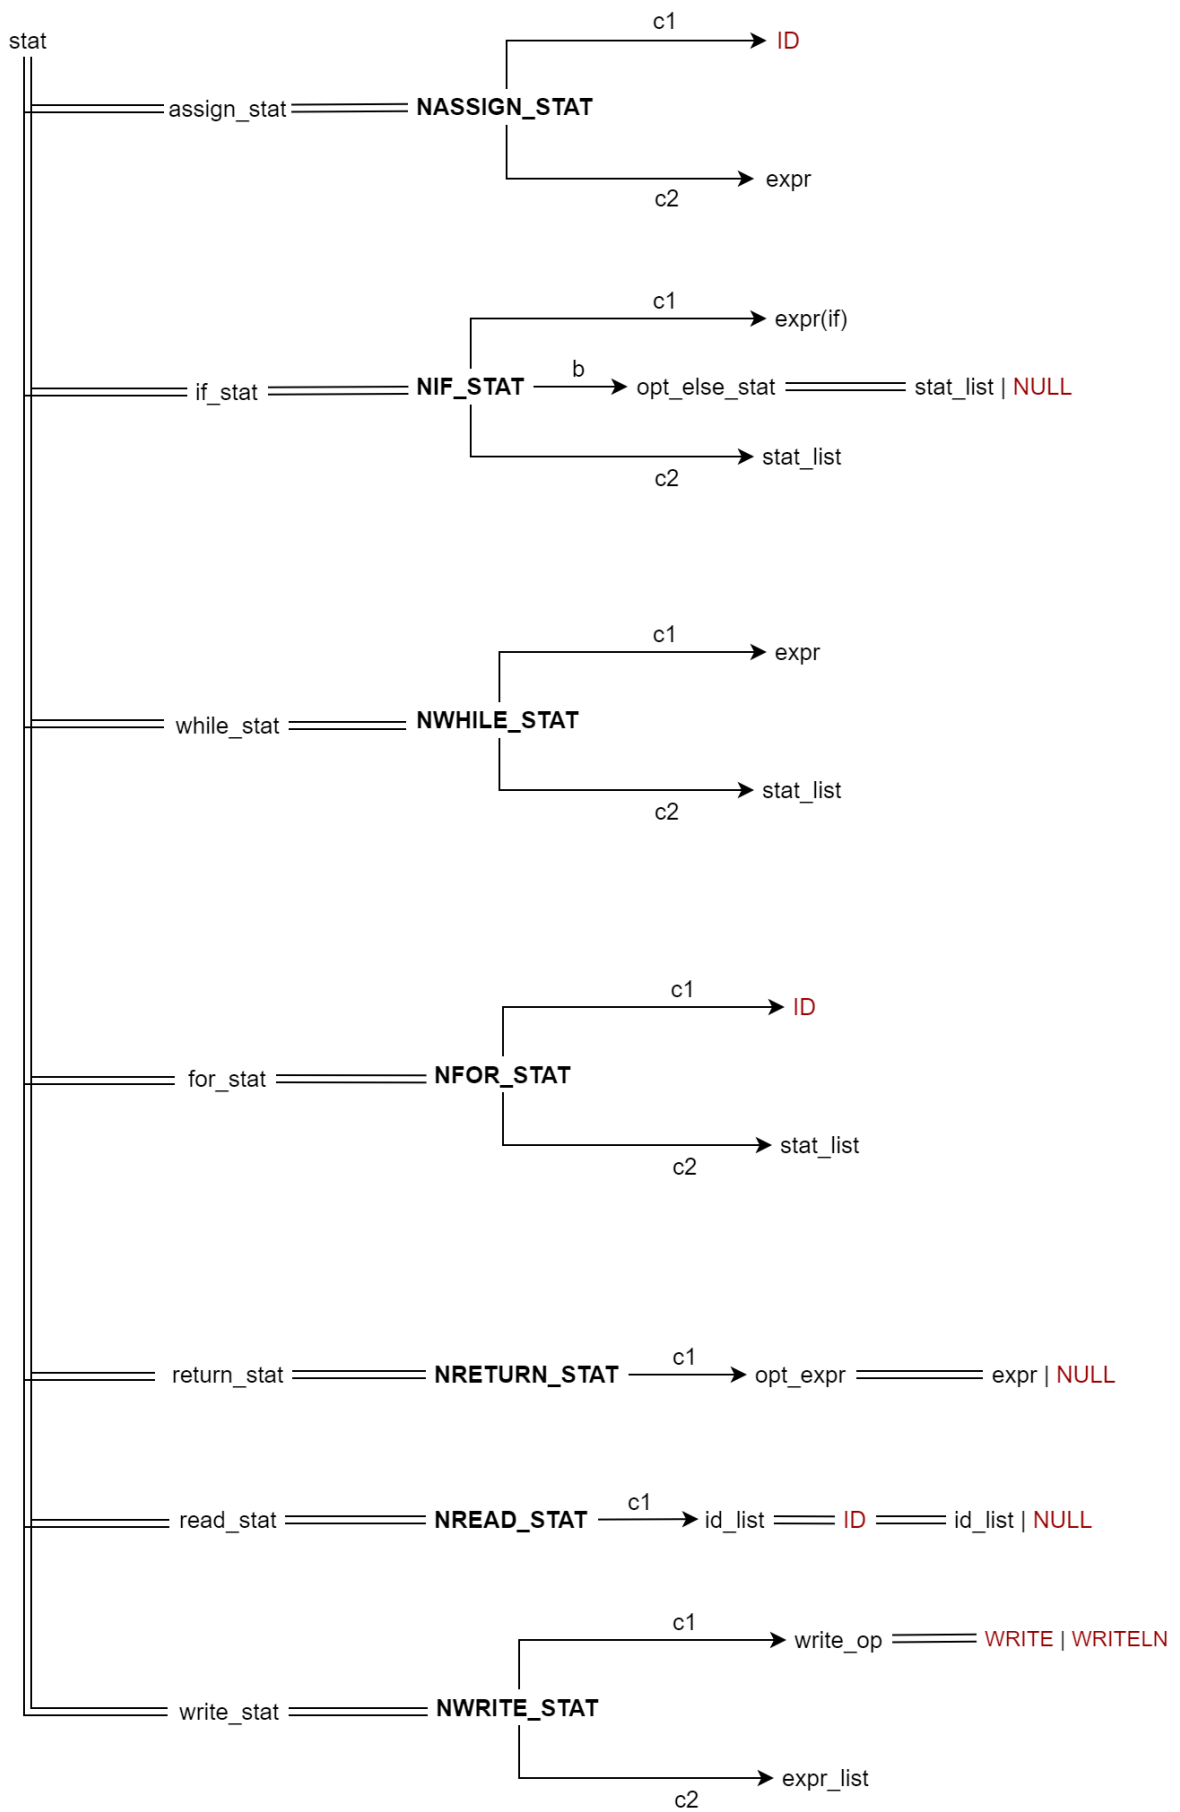 c1
stat
ID
assign_stat NASSIGN_STAT
expr
c2
c1
expr(if)
b
if_stat NIF_STAT opt_else_stat stat_list | NULL
stat_list
c2
c1
expr
while_stat NWHILE_STAT
stat_list
c2
c1
ID
for_stat NFOR_STAT
stat_list
c2
c1
return_stat NRETURN_STAT opt_expr expr | NULL
c1
read_stat NREAD_STAT id_list ID id_list | NULL
c1
write_op WRITE | WRITELN
write_stat NWRITE_STAT
expr_list
c2